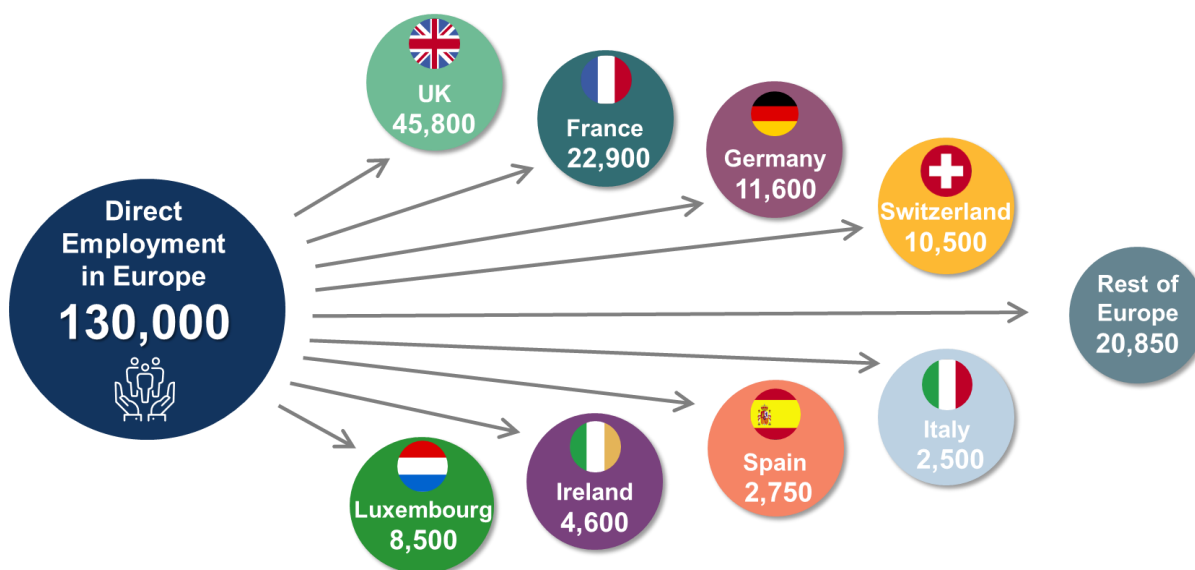 Direct
Employment
in Europe
130,000
UK
45,800
France
22,900
Germany
11,600
Switzerland
10,500
Rest of
Europe
20,850
Italy
2,500
Spain
2,750
Ireland
4,600
Luxembourg
8,500